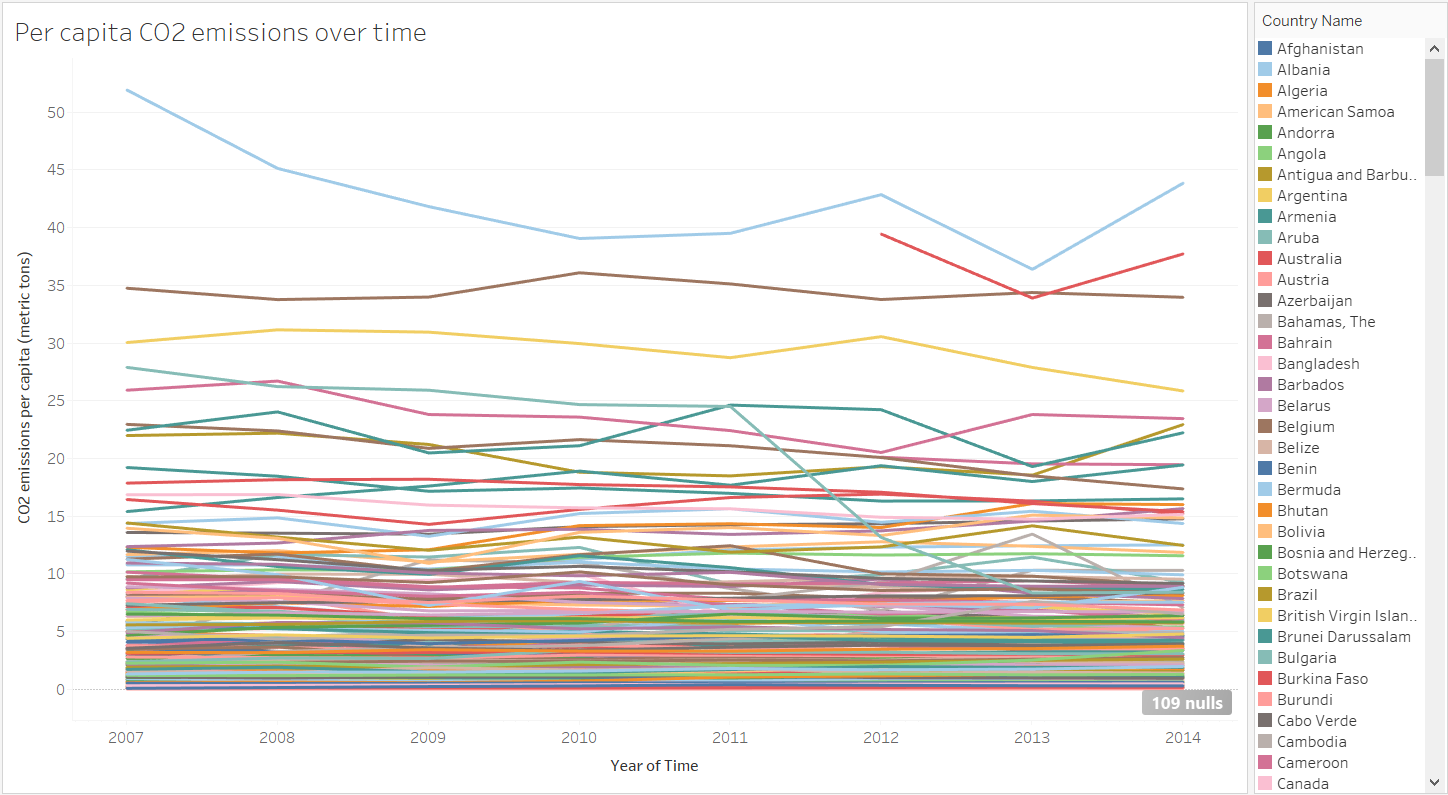 Per capita CO2 emissions over time
CO2 emissions per capita (metric tons)
50
45
40
35
30
25
20
15
10
5
0
109 nulls
2007 2008 2009 2010 2011 2012 2013 2014
Year of Time
Country Name
Afghanistan
Albania
Algeria
American Samoa
Andorra
Angola
Antigua and Barbu..
Argentina
Armenia
Aruba
Australia
Austria
Azerbaijan
Bahamas, The
Bahrain
Bangladesh
Barbados
Belarus
Belgium
Belize
Benin
Bermuda
Bhutan
Bolivia
Bosnia and Herzeg..
Botswana
Brazil
British Virgin Islan..
Brunei Darussalam
Bulgaria
Burkina Faso
Burundi
Cabo Verde
Cambodia
Cameroon
Canada